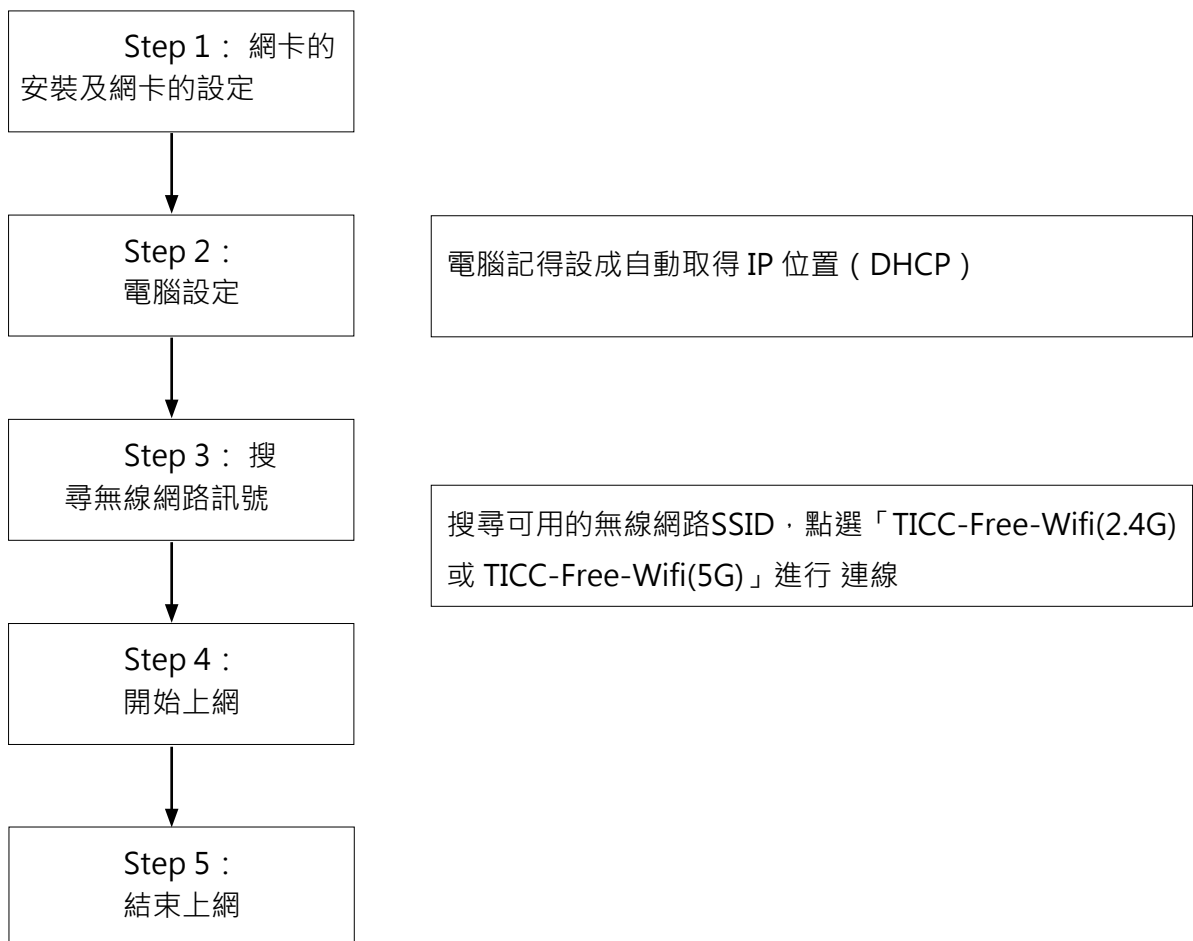 Step 1： 網卡的
安裝及網卡的設定
Step 2：
電腦設定
電腦記得設成自動取得 IP 位置（DHCP）
Step 3： 搜
尋無線網路訊號
搜尋可用的無線網路SSID，點選「TICC-Free-Wifi(2.4G)
或 TICC-Free-Wifi(5G)」進行 連線
Step 4：
開始上網
Step 5：
結束上網